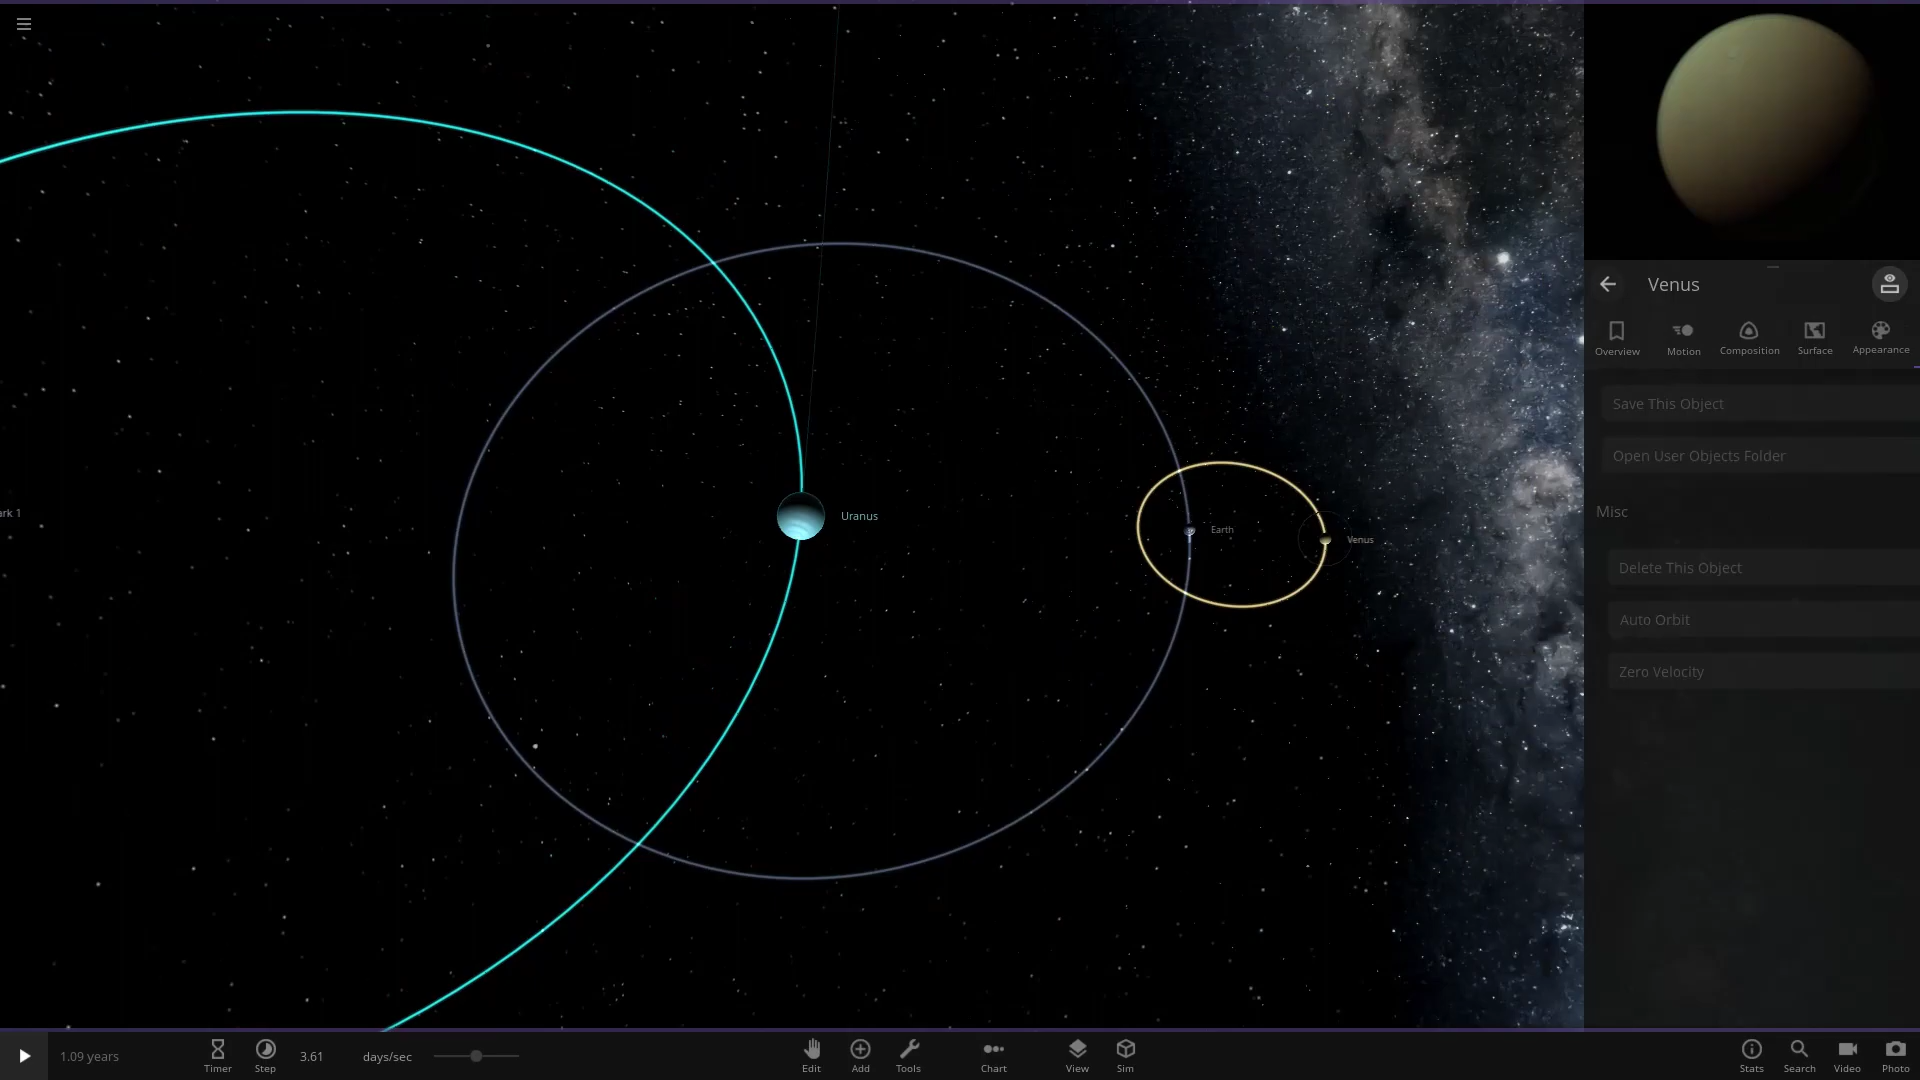 Venus
Overview
Motion
Composition
Surface
Appearance
Save This Object
Open User Objects Folder
Misc
Delete This Object
Auto Orbit
Zero Velocity
Uranus
Earth
Venus
ark 1
1.09 years
Timer
Step
3.61
days/sec
Edit
Add
Tools
Chart
View
Sim
Stats
Search
Video
Photo